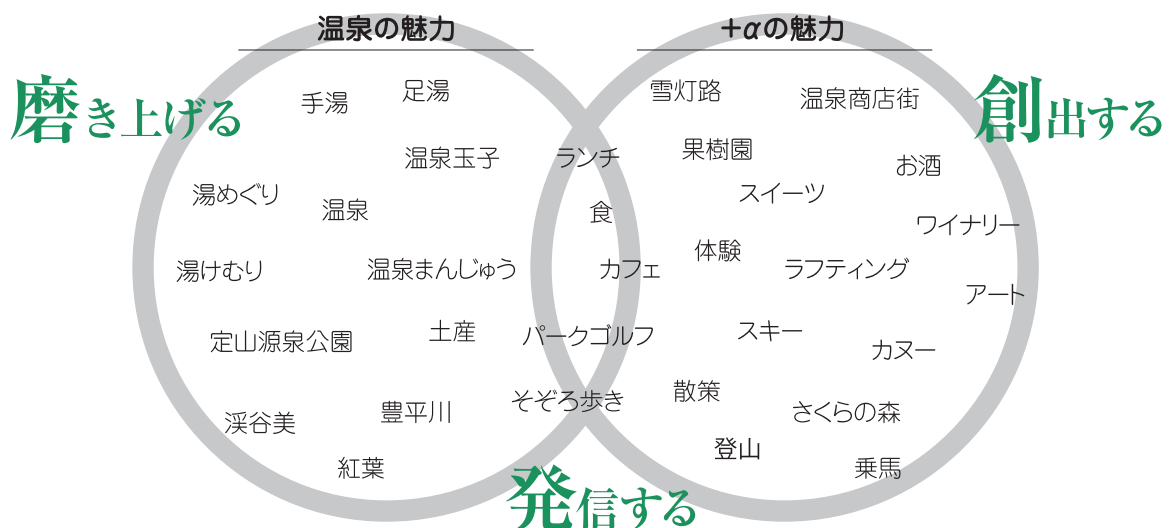 温泉の魅力
+αの魅力
磨き上げる
創出する
手湯
足湯
温泉玉子
湯めぐり
温泉
湯けむり
温泉まんじゅう
定山源泉公園
土産
渓谷美
豊平川
紅葉
ランチ
食
カフェ
パークゴルフ
そぞろ歩き
雪灯路
温泉商店街
果樹園
お酒
スイーツ
ワイナリー
体験
ラフティング
アート
スキー
カヌー
散策
さくらの森
登山
乗馬
発信する